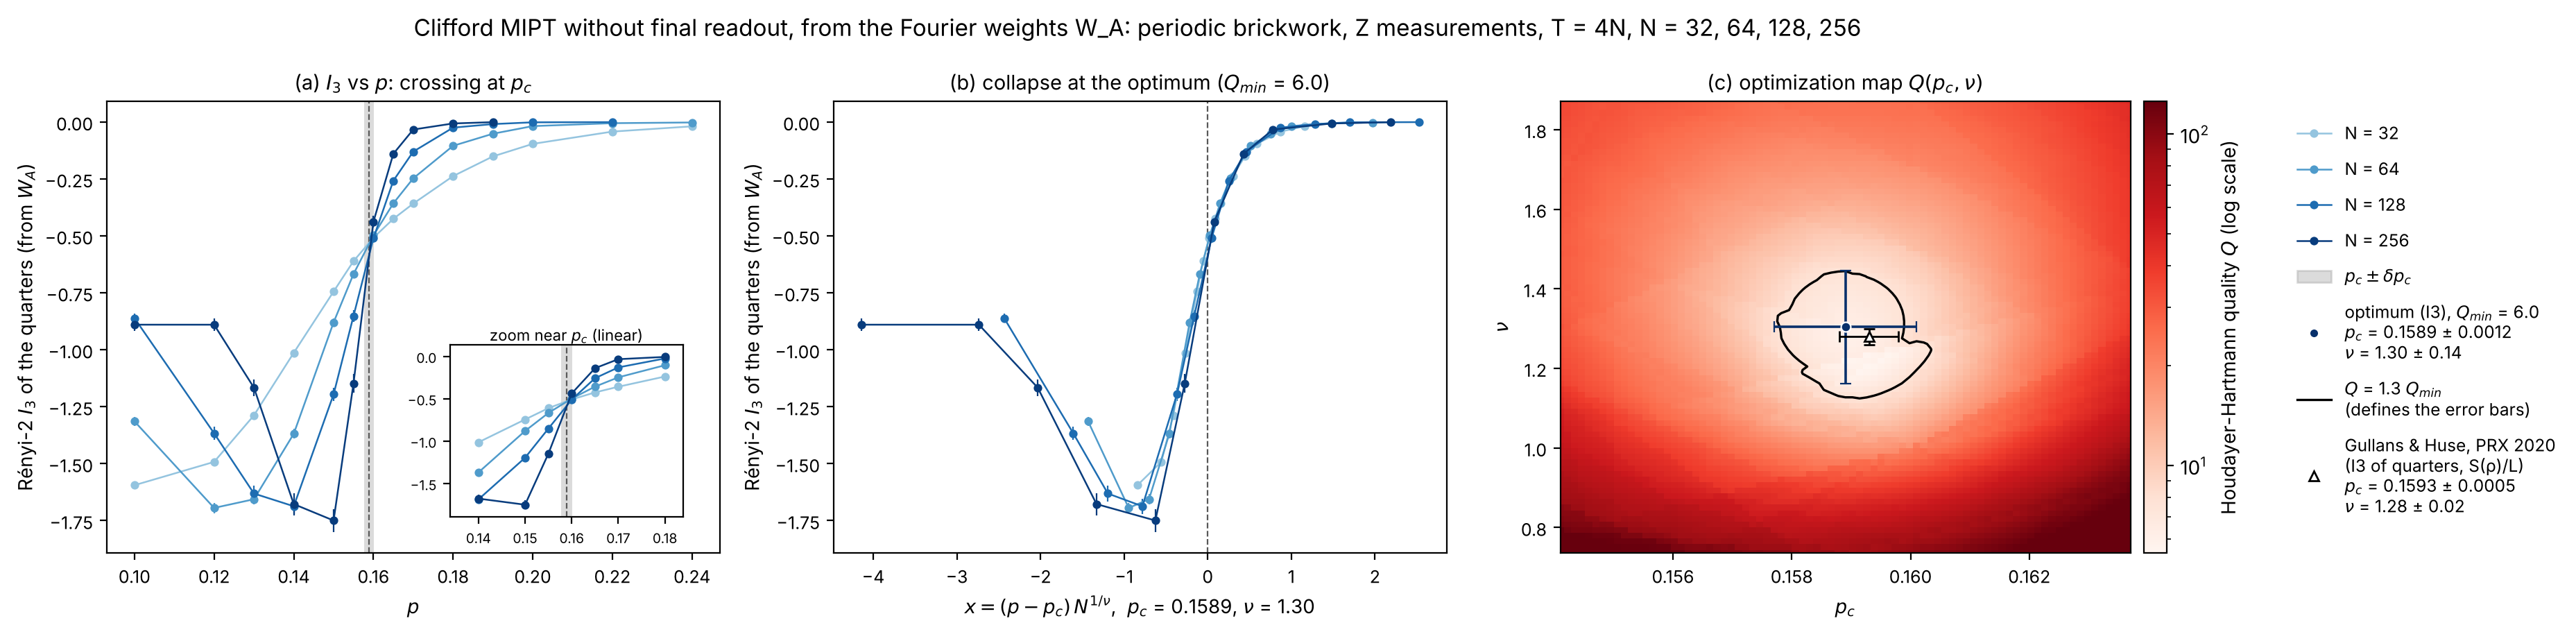 Clifford MIPT without final readout, from the Fourier weights W_A: periodic brickwork, Z measurements, T = 4N, N = 32, 64, 128, 256
(a) I₃ vs p: crossing at p_c
Rényi-2 I₃ of the quarters (from W_A)
0.00
−0.25
−0.50
−0.75
−1.00
−1.25
−1.50
−1.75
0.10 0.12 0.14 0.16 0.18 0.20 0.22 0.24
p
zoom near p_c (linear)
0.0
−0.5
−1.0
−1.5
0.14 0.15 0.16 0.17 0.18
(b) collapse at the optimum (Q_min = 6.0)
Rényi-2 I₃ of the quarters (from W_A)
0.00
−0.25
−0.50
−0.75
−1.00
−1.25
−1.50
−1.75
−4 −3 −2 −1 0 1 2
x = (p − p_c) N^{1/ν}, p_c = 0.1589, ν = 1.30
(c) optimization map Q(p_c, ν)
ν
1.8
1.6
1.4
1.2
1.0
0.8
0.156 0.158 0.160 0.162
p_c
10²
10¹
Houdayer-Hartmann quality Q (log scale)
N = 32
N = 64
N = 128
N = 256
p_c ± δp_c
optimum (I3), Q_min = 6.0
p_c = 0.1589 ± 0.0012
ν = 1.30 ± 0.14
Q = 1.3 Q_min
(defines the error bars)
Gullans & Huse, PRX 2020
(I3 of quarters, S(ρ)/L)
p_c = 0.1593 ± 0.0005
ν = 1.28 ± 0.02